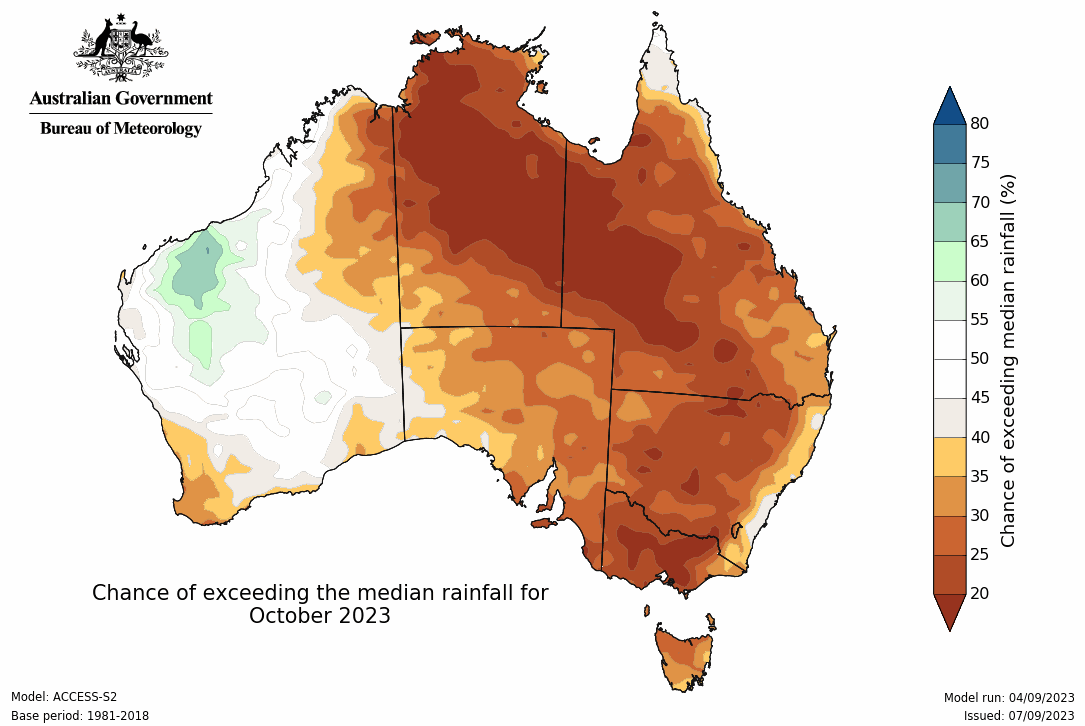 AUSTRALIA
Australian Government
Bureau of Meteorology
80
75
70
65
60
55
50
45
40
35
30
25
20
Chance of exceeding median rainfall (%)
Chance of exceeding the median rainfall for
October 2023
Model: ACCESS-S2
Base period: 1981-2018
Model run: 04/09/2023
Issued: 07/09/2023